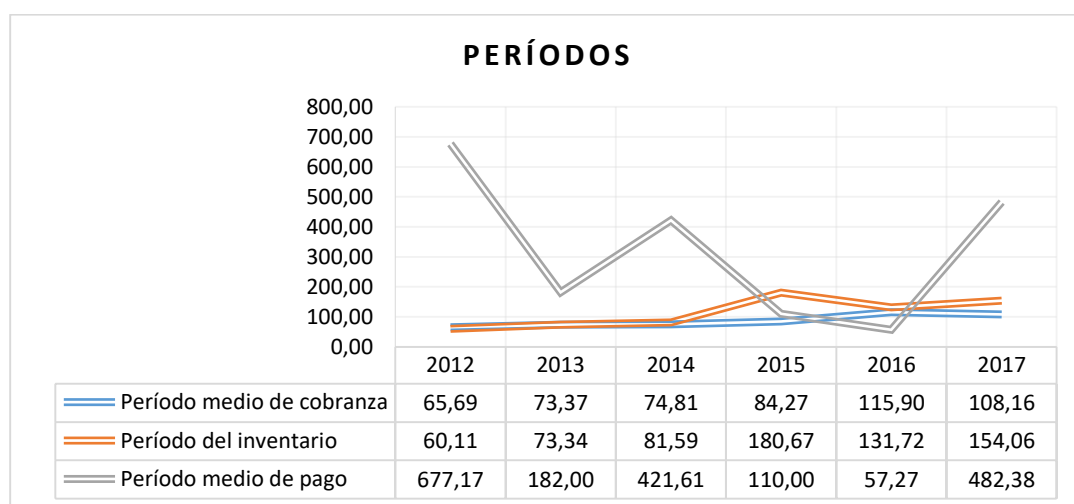 PERÍODOS
800,00
700,00
600,00
500,00
400,00
300,00
200,00
100,00
0,00
2012 2013 2014 2015 2016 2017
Período medio de cobranza 65,69 73,37 74,81 84,27 115,90 108,16
Período del inventario 60,11 73,34 81,59 180,67 131,72 154,06
Período medio de pago 677,17 182,00 421,61 110,00 57,27 482,38